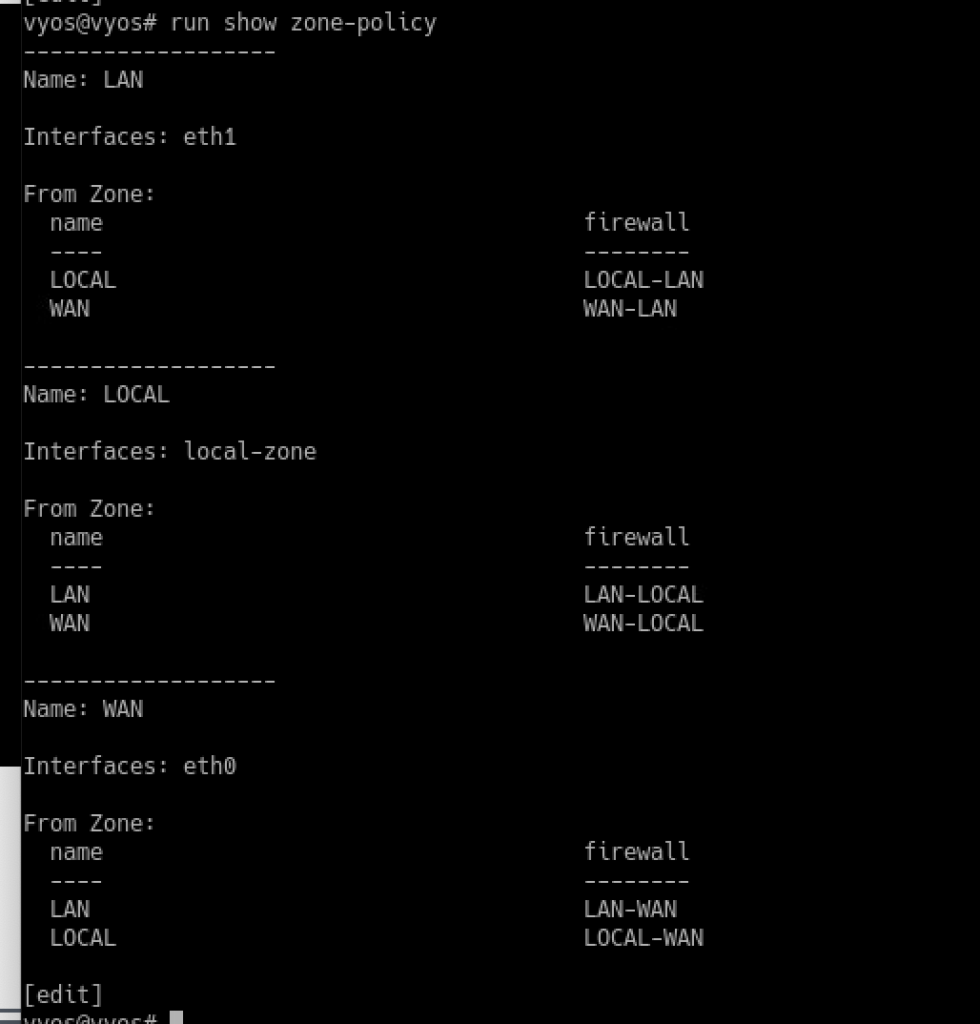 [edit]
vyos@vyos# run show zone-policy
-------------------
Name: LAN
Interfaces: eth1
From Zone:
name firewall
---- --------
LOCAL LOCAL-LAN
WAN WAN-LAN
-------------------
Name: LOCAL
Interfaces: local-zone
From Zone:
name firewall
---- --------
LAN LAN-LOCAL
WAN WAN-LOCAL
-------------------
Name: WAN
Interfaces: eth0
From Zone:
name firewall
---- --------
LAN LAN-WAN
LOCAL LOCAL-WAN
[edit]
vyos@vyos#